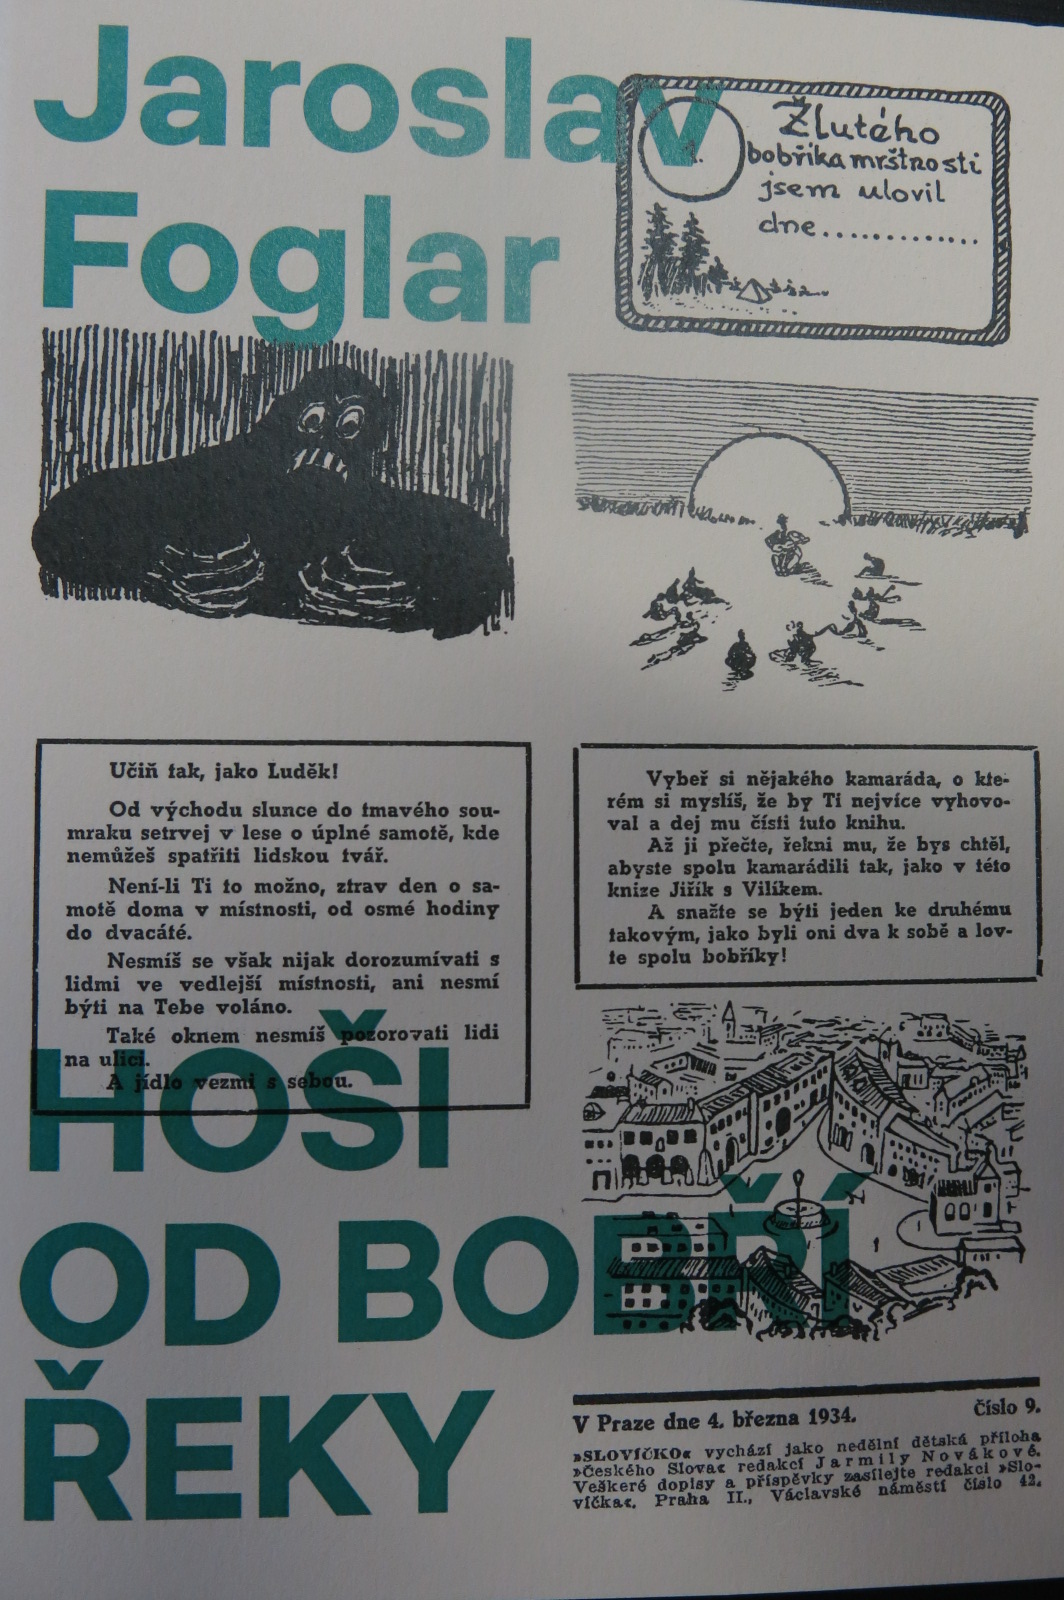 Jaroslav
Foglar
1.
Žlutého
bobříka mrštnosti
jsem ulovil
dne..............
Učiň tak, jako Luděk!
Od východu slunce do tmavého sou-
mraku setrvej v lese o úplné samotě, kde
nemůžeš spatřiti lidskou tvář.
Není-li Ti to možno, ztrav den o sa-
motě doma v místnosti, od osmé hodiny
do dvacáté.
Nesmíš se však nijak dorozumívati s
lidmi ve vedlejší místnosti, ani nesmí
býti na Tebe voláno.
Také oknem nesmíš pozorovati lidi
na ulici.
A jídlo vezmi s sebou.
Vybeř si nějakého kamaráda, o kte-
rém si myslíš, že by Ti nejvíce vyhovo-
val a dej mu čísti tuto knihu.
Až ji přečte, řekni mu, že bys chtěl,
abyste spolu kamarádili tak, jako v této
knize Jiřík s Vilíkem.
A snažte se býti jeden ke druhému
takovým, jako byli oni dva k sobě a lov-
te spolu bobříky!
HOŠI
OD BOBŘÍ
ŘEKY
V Praze dne 4. března 1934. Číslo 9.
»SLOVÍČKO« vychází jako nedělní dětská příloha
»Českého Slova« redakcí Jarmily Novákové.
Veškeré dopisy a příspěvky zasílejte redakci »Slo-
víčka«, Praha II., Václavské náměstí číslo 42.